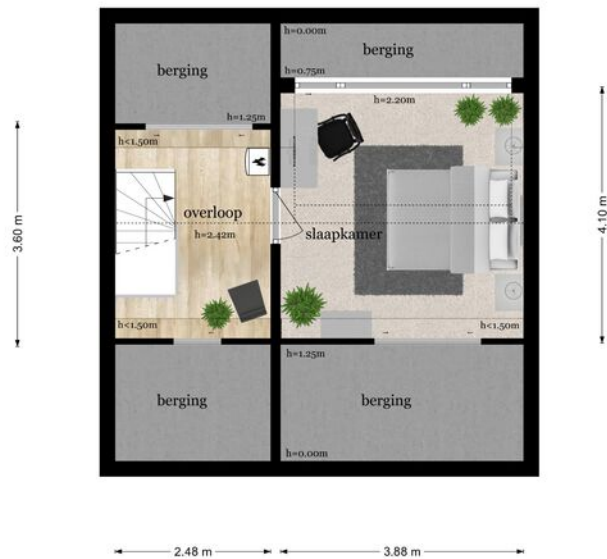 h=0.00m
berging
berging
h=0.75m
h=2.20m
h=1.25m
h<1.50m
overloop
h=2.42m
slaapkamer
3.60 m
4.10 m
h<1.50m
h<1.50m
h=1.25m
berging
berging
h=0.00m
2.48 m
3.88 m